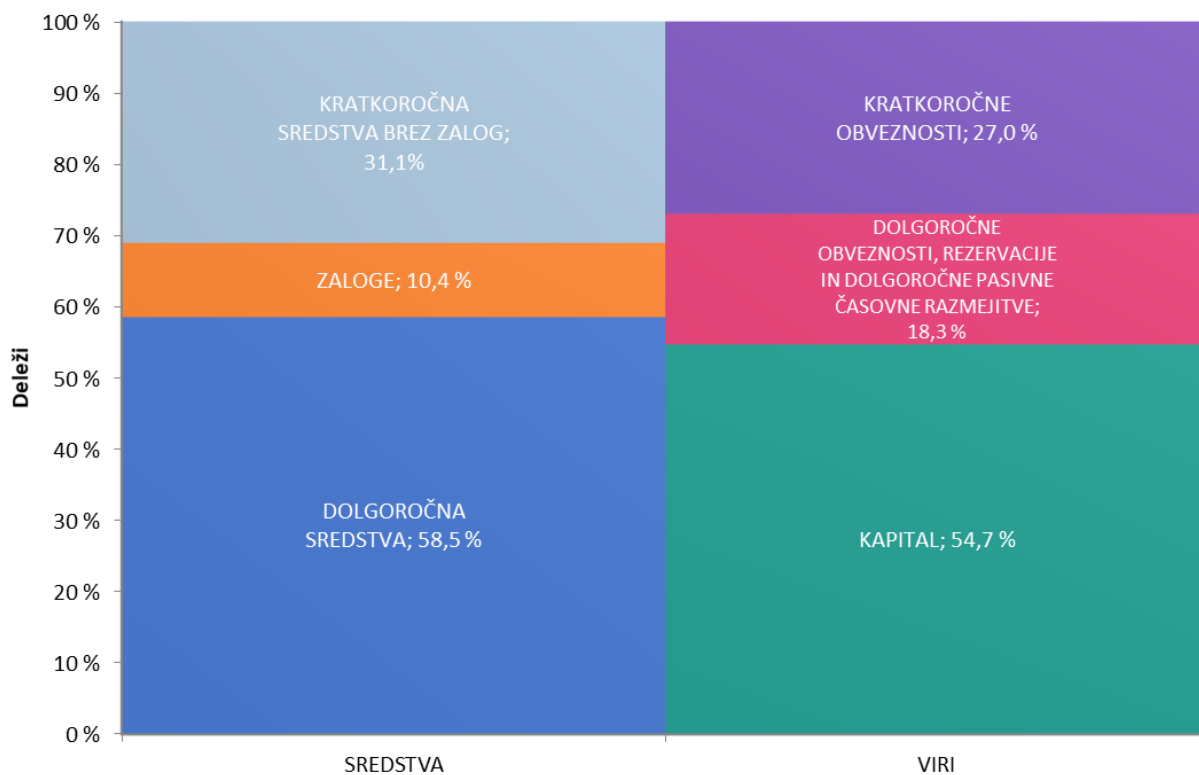 100 %
90 %
80 %
70 %
60 %
50 %
40 %
30 %
20 %
10 %
0 %
Deleži
KRATKOROČNA
SREDSTVA BREZ ZALOG;
31,1%
ZALOGE; 10,4 %
DOLGOROČNA
SREDSTVA; 58,5 %
KRATKOROČNE
OBVEZNOSTI; 27,0 %
DOLGOROČNE
OBVEZNOSTI, REZERVACIJE
IN DOLGOROČNE PASIVNE
ČASOVNE RAZMEJITVE;
18,3 %
KAPITAL; 54,7 %
SREDSTVA
VIRI